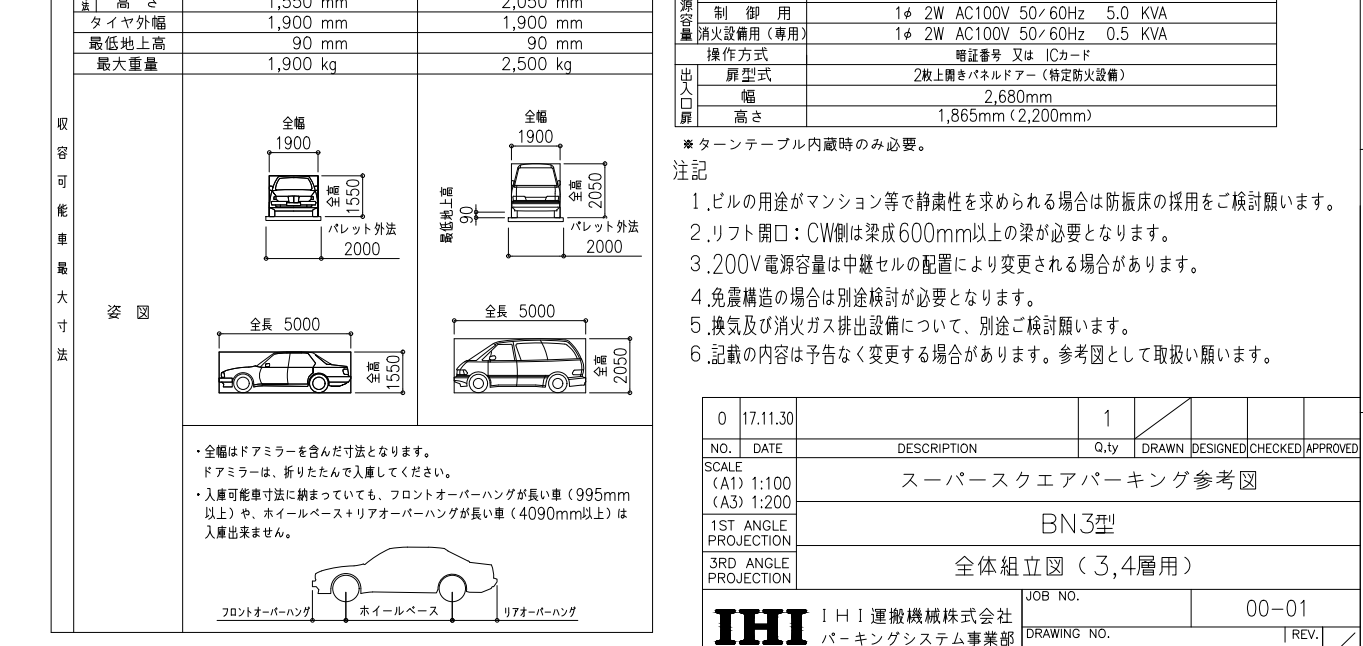 法 高 さ 1,550 mm 2,050 mm
タイヤ外幅 1,900 mm 1,900 mm
最低地上高 90 mm 90 mm
最大重量 1,900 kg 2,500 kg
収容可能車最大寸法
姿 図
全幅
1900
全高
1550
パレット外法
2000
全幅
1900
全高
2050
最低地上高
90
パレット外法
2000
全長 5000
全高
1550
全長 5000
全高
2050
・全幅はドアミラーを含んだ寸法となります。
ドアミラーは、折りたたんで入庫してください。
・入庫可能車寸法に納まっていても、フロントオーバーハングが長い車（995mm
以上）や、ホイールベース+リアオーバーハングが長い車（4090mm以上）は
入庫出来ません。
フロントオーバーハング ホイールベース リアオーバーハング
源容量
制 御 用 1φ 2W AC100V 50/60Hz 5.0 KVA
消火設備用（専用） 1φ 2W AC100V 50/60Hz 0.5 KVA
操作方式 暗証番号 又は ICカード
出入口扉
扉型式 2枚上開きパネルドアー（特定防火設備）
幅 2,680mm
高さ 1,865mm（2,200mm）
※ターンテーブル内蔵時のみ必要。
注記
1.ビルの用途がマンション等で静粛性を求められる場合は防振床の採用をご検討願います。
2.リフト開口：CW側は梁成600mm以上の梁が必要となります。
3.200V電源容量は中継セルの配置により変更される場合があります。
4.免震構造の場合は別途検討が必要となります。
5.換気及び消火ガス排出設備について、別途ご検討願います。
6.記載の内容は予告なく変更する場合があります。参考図として取扱い願います。
0 17.11.30 1
NO. DATE DESCRIPTION Q,ty DRAWN DESIGNED CHECKED APPROVED
SCALE
（A1）1:100
（A3）1:200
スーパースクエアパーキング参考図
1ST ANGLE
PROJECTION
BN3型
3RD ANGLE
PROJECTION
全体組立図（3,4層用）
IHI
IHI運搬機械株式会社
パーキングシステム事業部
JOB NO.
00-01
DRAWING NO. REV.